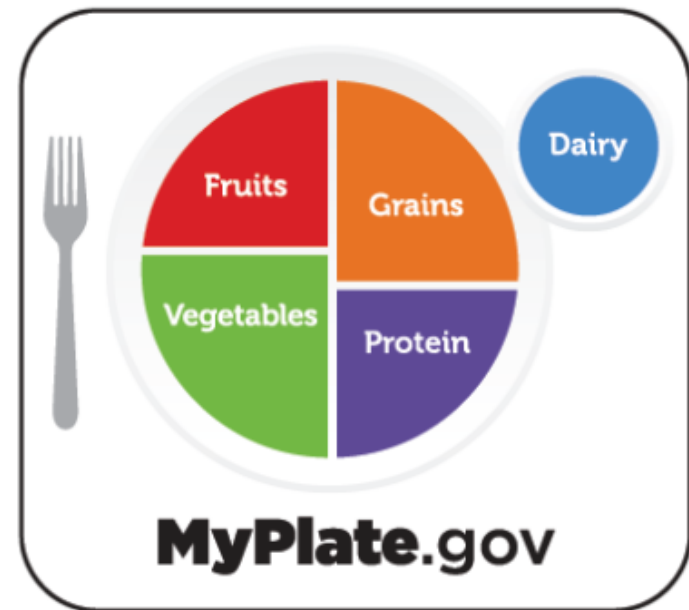 Dairy
Fruits
Grains
Vegetables
Protein
MyPlate.gov